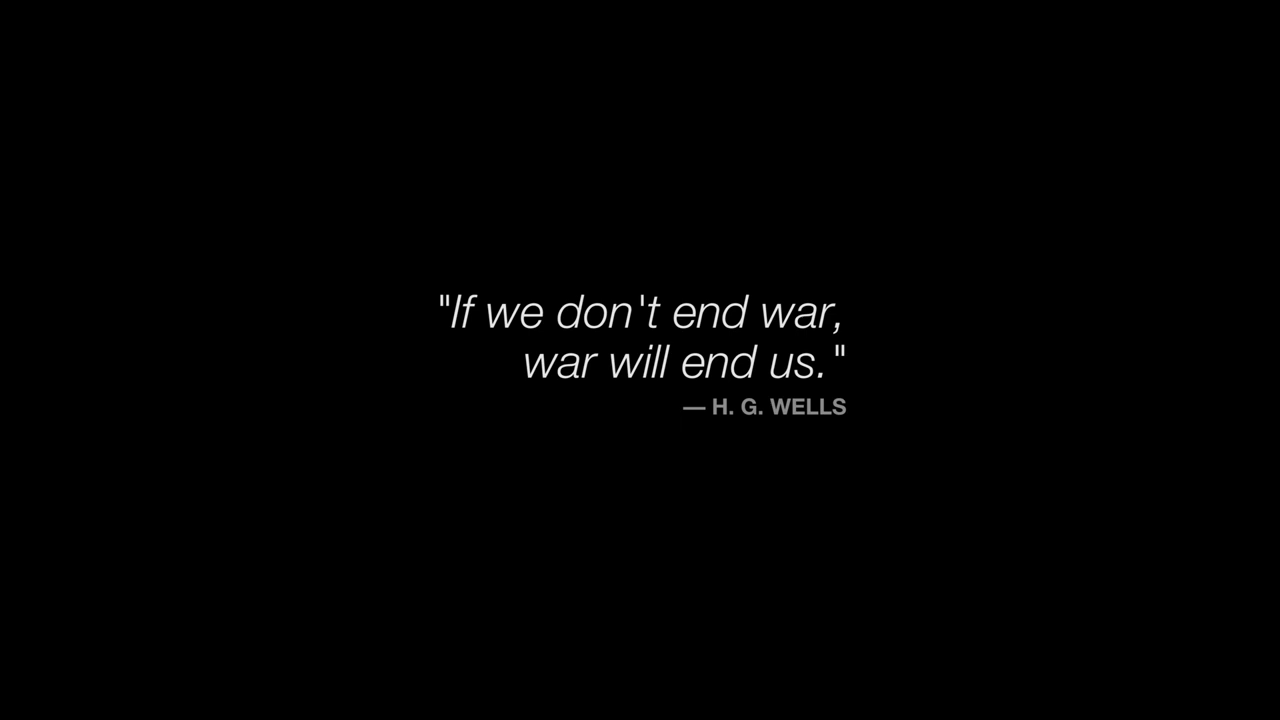 "If we don't end war,
war will end us."
— H. G. WELLS